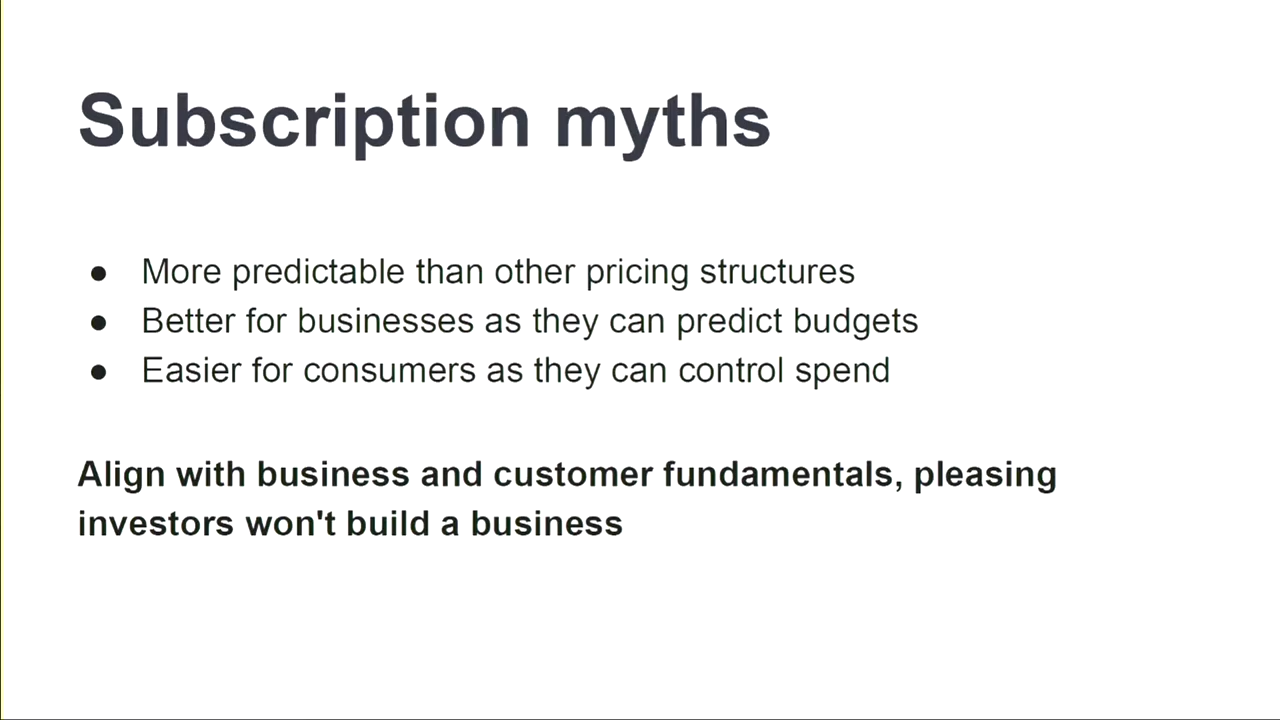 Subscription myths
● More predictable than other pricing structures
● Better for businesses as they can predict budgets
● Easier for consumers as they can control spend
Align with business and customer fundamentals, pleasing
investors won't build a business